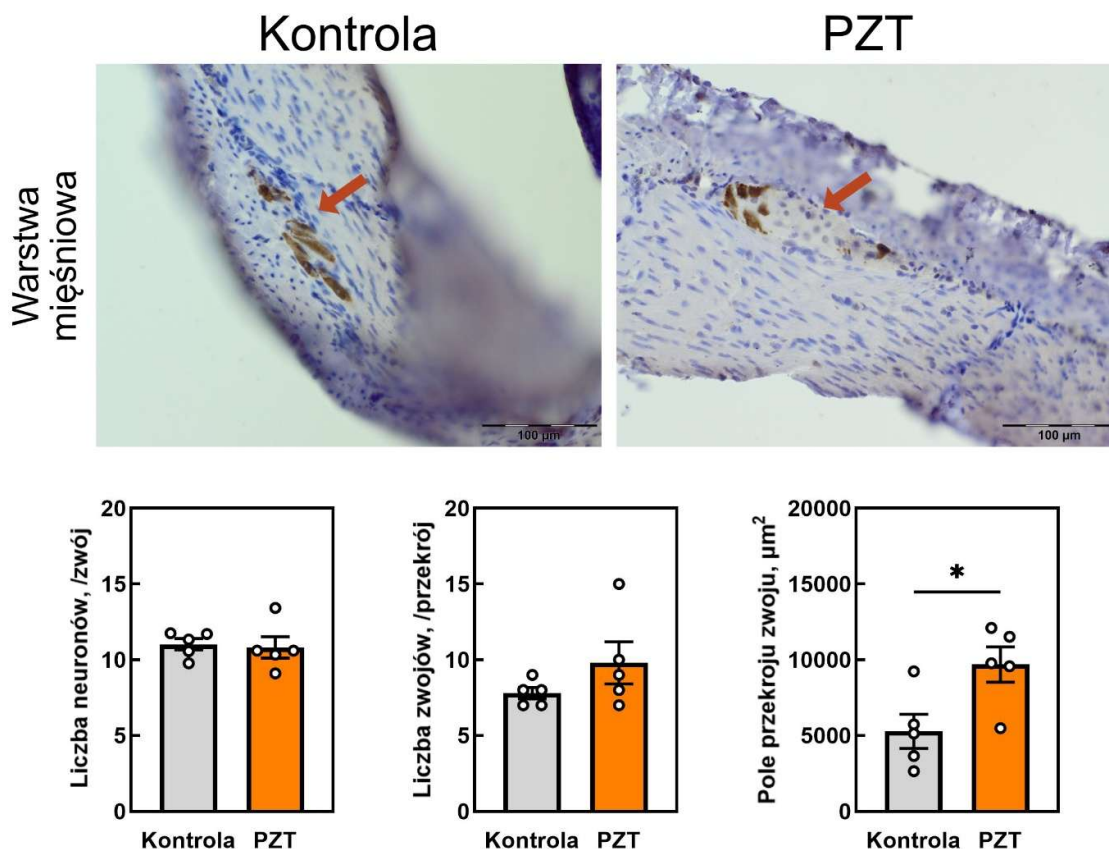 Kontrola
PZT
Warstwa
mięśniowa
100 µm
100 µm
Liczba neuronów, /zwój
20
15
10
5
0
Kontrola PZT
Liczba zwojów, /przekrój
20
15
10
5
0
Kontrola PZT
Pole przekroju zwoju, µm²
20000
15000
10000
5000
0
*
Kontrola PZT